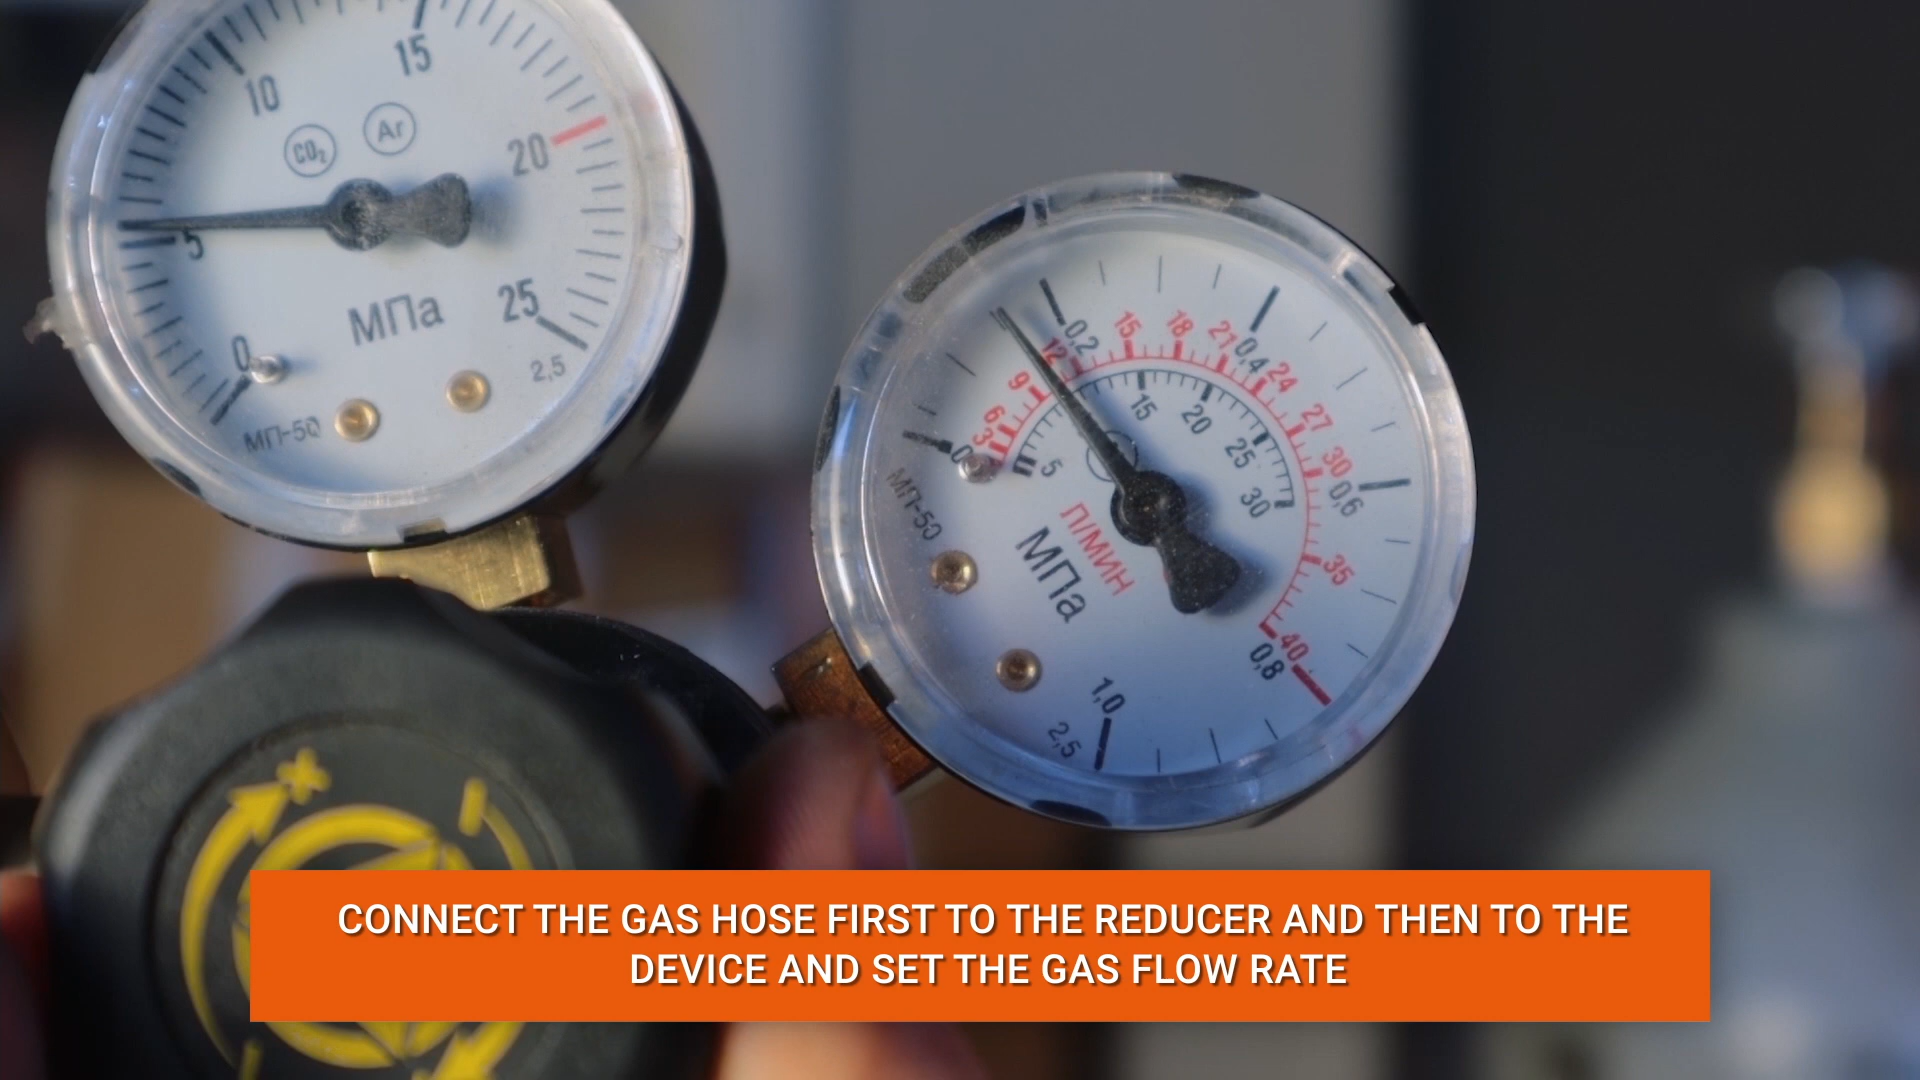 15
10
CO₂ Ar
20
5
25
МПа
0
2,5
МП-50
0,2 15 18 21 0,4 24
12
9 27
6 15 20
3 25 30
0 5 30 0,6
МП-50
Л/МИН
МПа
35
40
0,8
1,0
2,5
CONNECT THE GAS HOSE FIRST TO THE REDUCER AND THEN TO THE
DEVICE AND SET THE GAS FLOW RATE